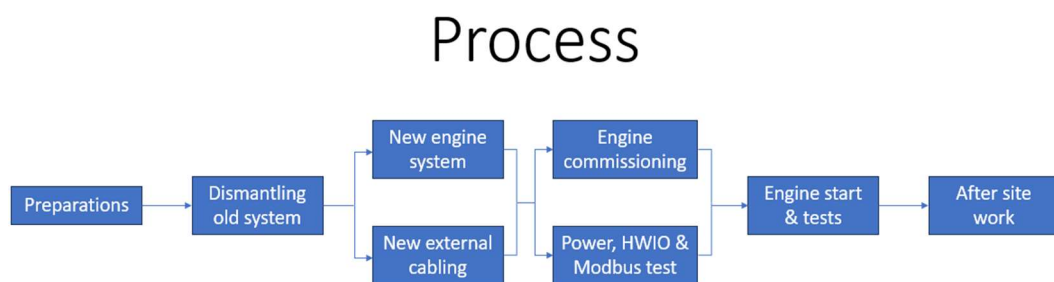 Process
Preparations
Dismantling
old system
New engine
system
New external
cabling
Engine
commissioning
Power, HWIO &
Modbus test
Engine start
& tests
After site
work